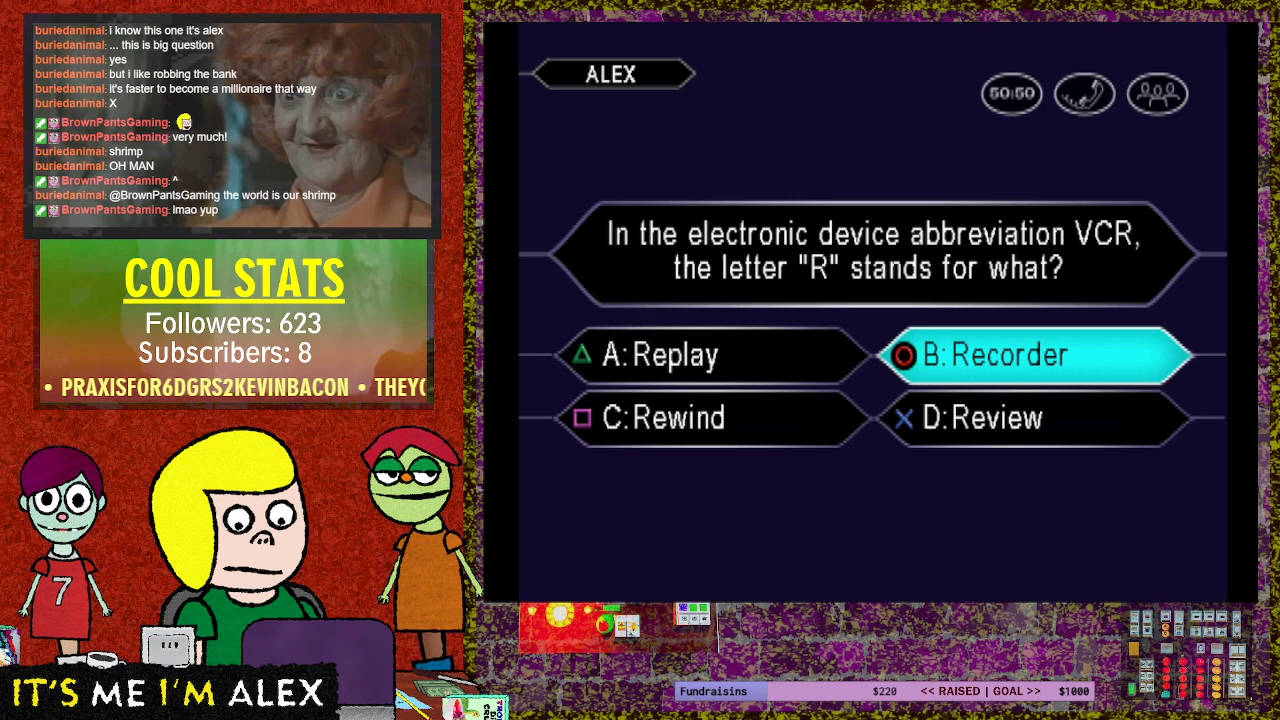 buriedanimal: i know this one it's alex
buriedanimal: ... this is big question
buriedanimal: yes
buriedanimal: but i like robbing the bank
buriedanimal: it's faster to become a millionaire that way
buriedanimal: X
BrownPantsGaming:
BrownPantsGaming: very much!
buriedanimal: shrimp
buriedanimal: OH MAN
BrownPantsGaming: ^
buriedanimal: @BrownPantsGaming the world is our shrimp
BrownPantsGaming: lmao yup
COOL STATS
Followers: 623
Subscribers: 8
• PRAXISFOR6DGRS2KEVINBACON • THEYC
7
IT'S ME I'M ALEX
ALEX
50:50
In the electronic device abbreviation VCR,
the letter "R" stands for what?
A: Replay
B: Recorder
C: Rewind
D: Review
Fundraisins $220 << RAISED | GOAL >> $1000